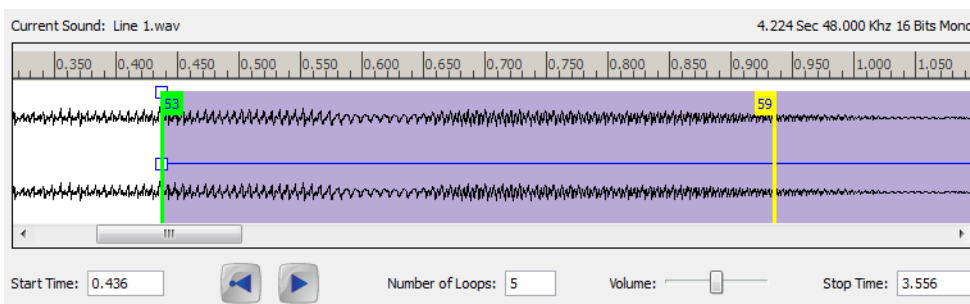 Current Sound: Line 1.wav 4.224 Sec 48.000 Khz 16 Bits Mono
0.350 0.400 0.450 0.500 0.550 0.600 0.650 0.700 0.750 0.800 0.850 0.900 0.950 1.000 1.050
53 59
Start Time: 0.436 Number of Loops: 5 Volume: Stop Time: 3.556